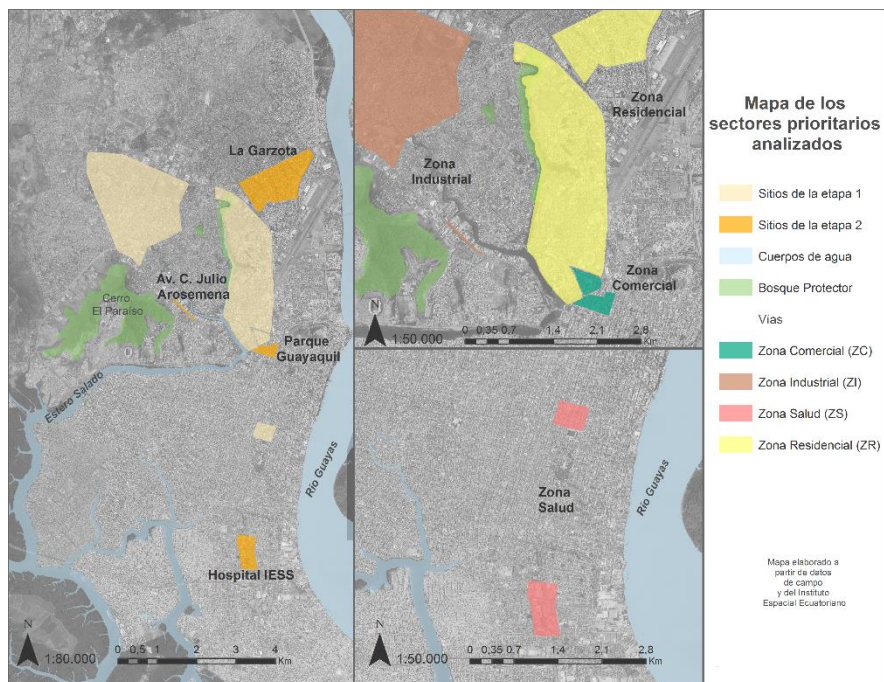 La Garzota
Av. C. Julio
Arosemena
Cerro
El Paraíso
Parque
Guayaquil
Estero Salado
Río Guayas
Hospital IESS
N
1:80.000
0 0,5 1 2 3 4
Km
Zona
Residencial
Zona
Industrial
Zona
Comercial
N
1:50.000
0 0,35 0,7 1,4 2,1 2,8
Km
Zona
Salud
Río Guayas
N
1:50.000
0 0,35 0,7 1,4 2,1 2,8
Km
Mapa de los
sectores prioritarios
analizados
Sitios de la etapa 1
Sitios de la etapa 2
Cuerpos de agua
Bosque Protector
Vías
Zona Comercial (ZC)
Zona Industrial (ZI)
Zona Salud (ZS)
Zona Residencial (ZR)
Mapa elaborado a
partir de datos
de campo
y del Instituto
Espacial Ecuatoriano